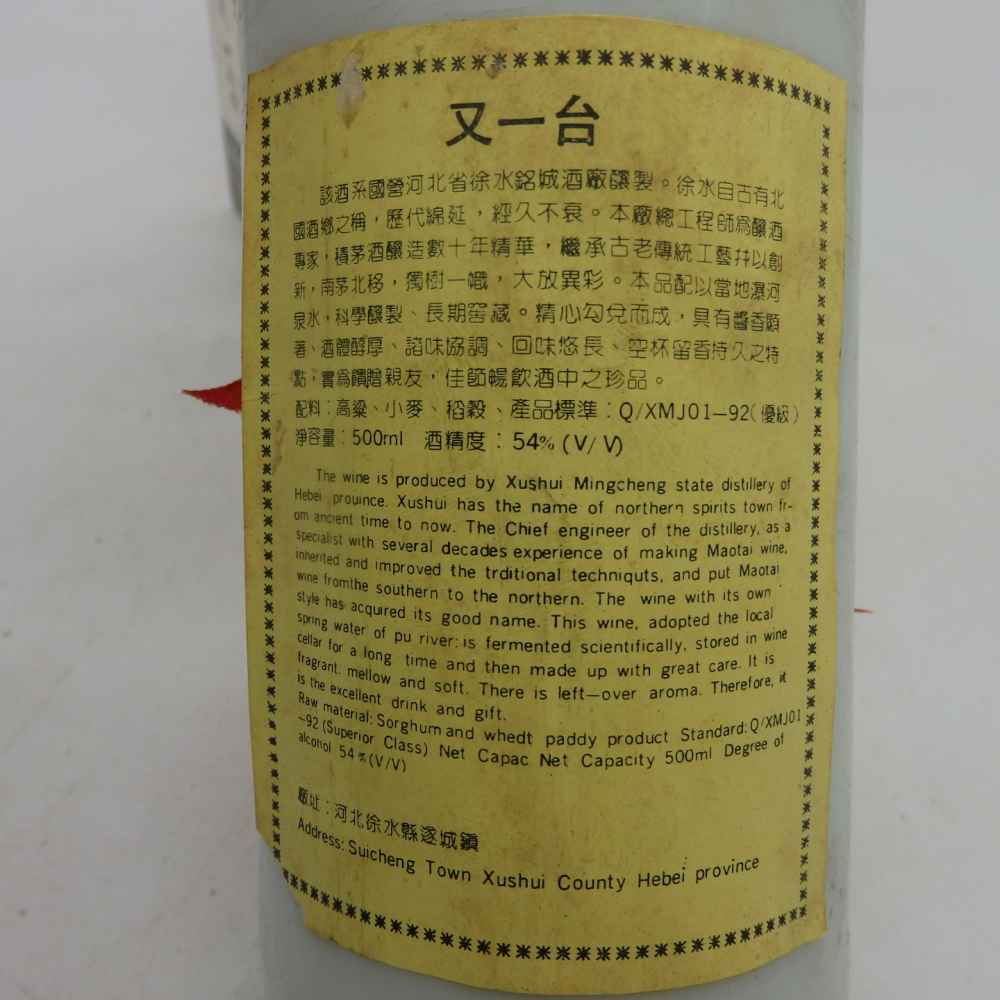 又一台
該酒系國營河北省徐水銘城酒廠釀製。徐水自古有北
國酒鄉之稱，歷代綿延，經久不衰。本廠總工程師爲釀酒
專家，積茅酒釀造數十年精華，繼承古老傳統工藝幷以創
新，南茅北移，獨樹一幟，大放異彩。本品配以當地瀑河
泉水，科學釀製、長期窖藏。精心勾兌而成，具有醬香顯
著、酒體醇厚、諧味協調、回味悠長、空杯留香持久之特
點，實爲饋贈親友，佳節暢飲酒中之珍品。
配料：高粱、小麥、稻穀、產品標準：Q/XMJ01—92(優級)
凈容量：500ml 酒精度：54% (V/V)
The wine is produced by Xushui Mingcheng state distillery of
Hebei prouince. Xushui has the name of northern spirits town fr-
om ancient time to now. The Chief engineer of the distillery, as a
specialist with several decades experience of making Maotai wine,
inherited and improved the trditional techniquts, and put Maotai
wine fromthe southern to the northern. The wine with its own
style has acquired its good name. This wine, adopted the local
spring water of pu river: is fermented scientifically, stored in wine
cellar for a long time and then made up with great care. It is
fragrant. mellow and soft. There is left—over aroma. Therefore, it
is the excellent drink and gift.
Raw material: Sorghum and whedt paddy product Standard: Q/XMJ01
—92 (Superior Class) Net Capac Net Capacity 500ml Degree of
alcohol 54%(V/V)
廠址：河北徐水縣遂城鎮
Address: Suicheng Town Xushui County Hebei province